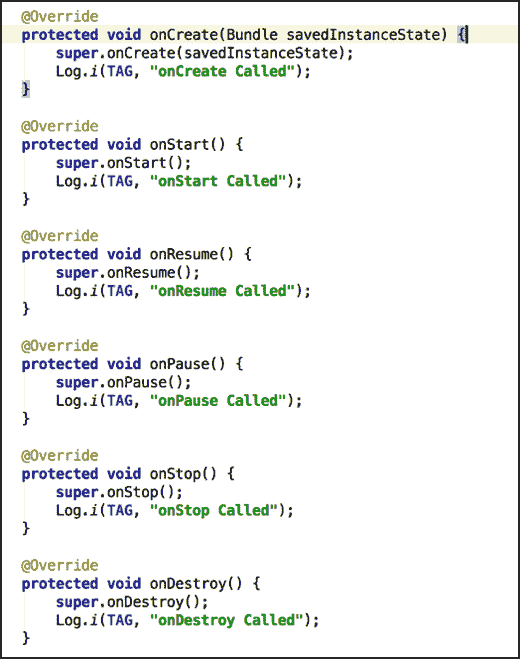 @Override
protected void onCreate(Bundle savedInstanceState) {
    super.onCreate(savedInstanceState);
    Log.i(TAG, "onCreate Called");
}
@Override
protected void onStart() {
    super.onStart();
    Log.i(TAG, "onStart Called");
}
@Override
protected void onResume() {
    super.onResume();
    Log.i(TAG, "onResume Called");
}
@Override
protected void onPause() {
    super.onPause();
    Log.i(TAG, "onPause Called");
}
@Override
protected void onStop() {
    super.onStop();
    Log.i(TAG, "onStop Called");
}
@Override
protected void onDestroy() {
    super.onDestroy();
    Log.i(TAG, "onDestroy Called");
}